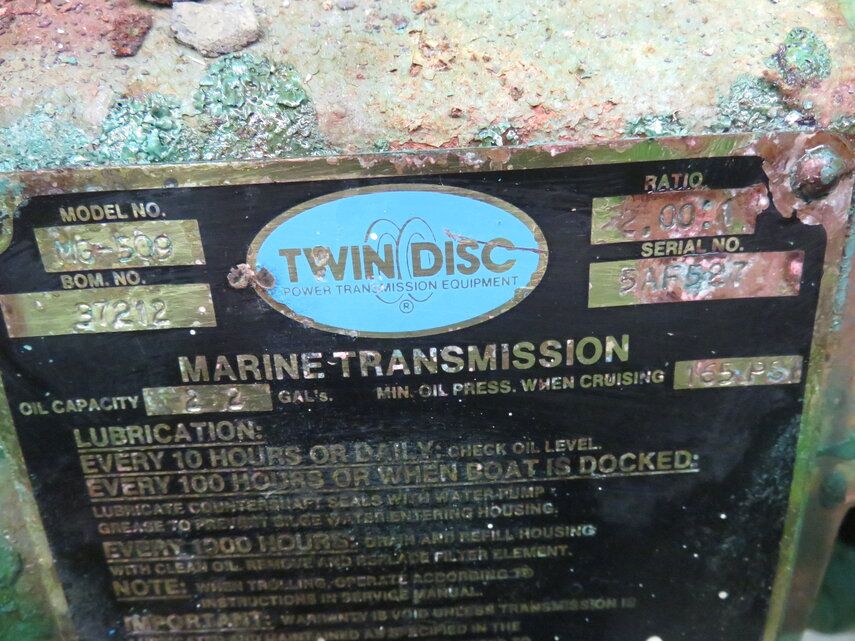 MODEL NO.
MG-509
BOM. NO.
37212
TWIN DISC
POWER TRANSMISSION EQUIPMENT
®
RATIO
2.00:1
SERIAL NO.
5AF527
MARINE TRANSMISSION
OIL CAPACITY 2 2 GAL's. MIN. OIL PRESS. WHEN CRUISING 165 PSI
LUBRICATION:
EVERY 10 HOURS OR DAILY: CHECK OIL LEVEL.
EVERY 100 HOURS OR WHEN BOAT IS DOCKED:
LUBRICATE COUNTERSHAFT SEALS WITH WATER PUMP
GREASE TO PREVENT BILGE WATER ENTERING HOUSING.
EVERY 1000 HOURS: DRAIN AND REFILL HOUSING
WITH CLEAN OIL. REMOVE AND REPLACE FILTER ELEMENT.
NOTE: WHEN TROLLING, OPERATE ACCORDING TO
INSTRUCTIONS IN SERVICE MANUAL.
IMPORTANT: WARRANTY IS VOID UNLESS TRANSMISSION IS
AS SPECIFIED IN THE